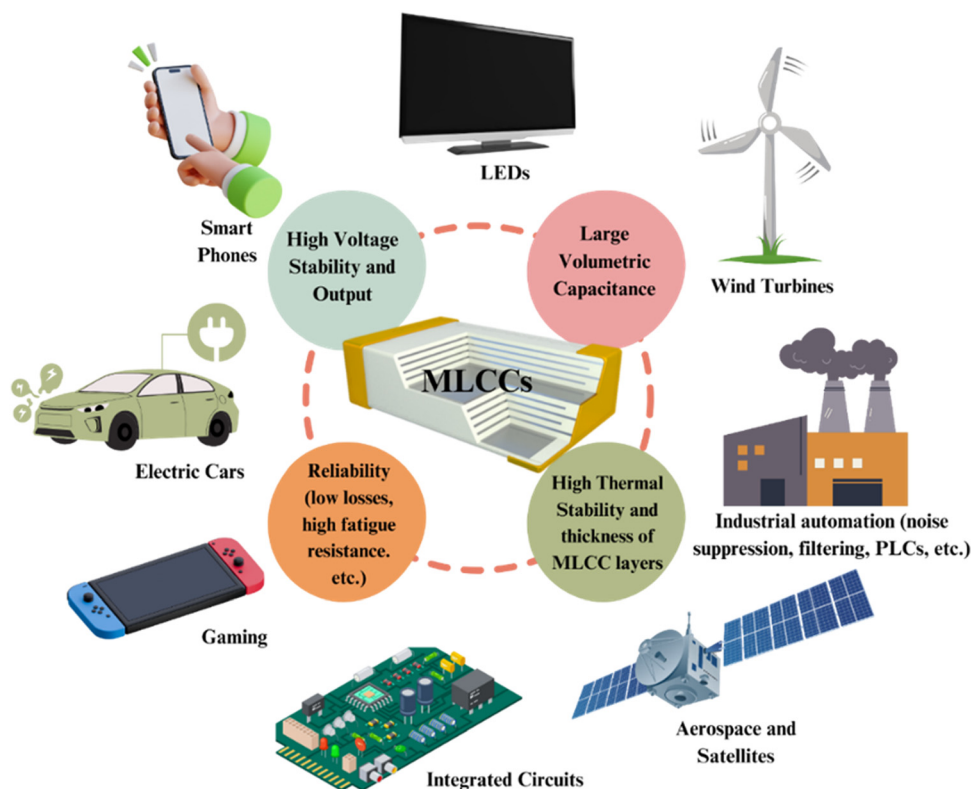 LEDs
Smart
Phones
High Voltage
Stability and
Output
Large
Volumetric
Capacitance
Wind Turbines
MLCCs
Electric Cars
Reliability
(low losses,
high fatigue
resistance.
etc.)
High Thermal
Stability and
thickness of
MLCC layers
Industrial automation (noise
suppression, filtering, PLCs, etc.)
Gaming
Aerospace and
Satellites
Integrated Circuits